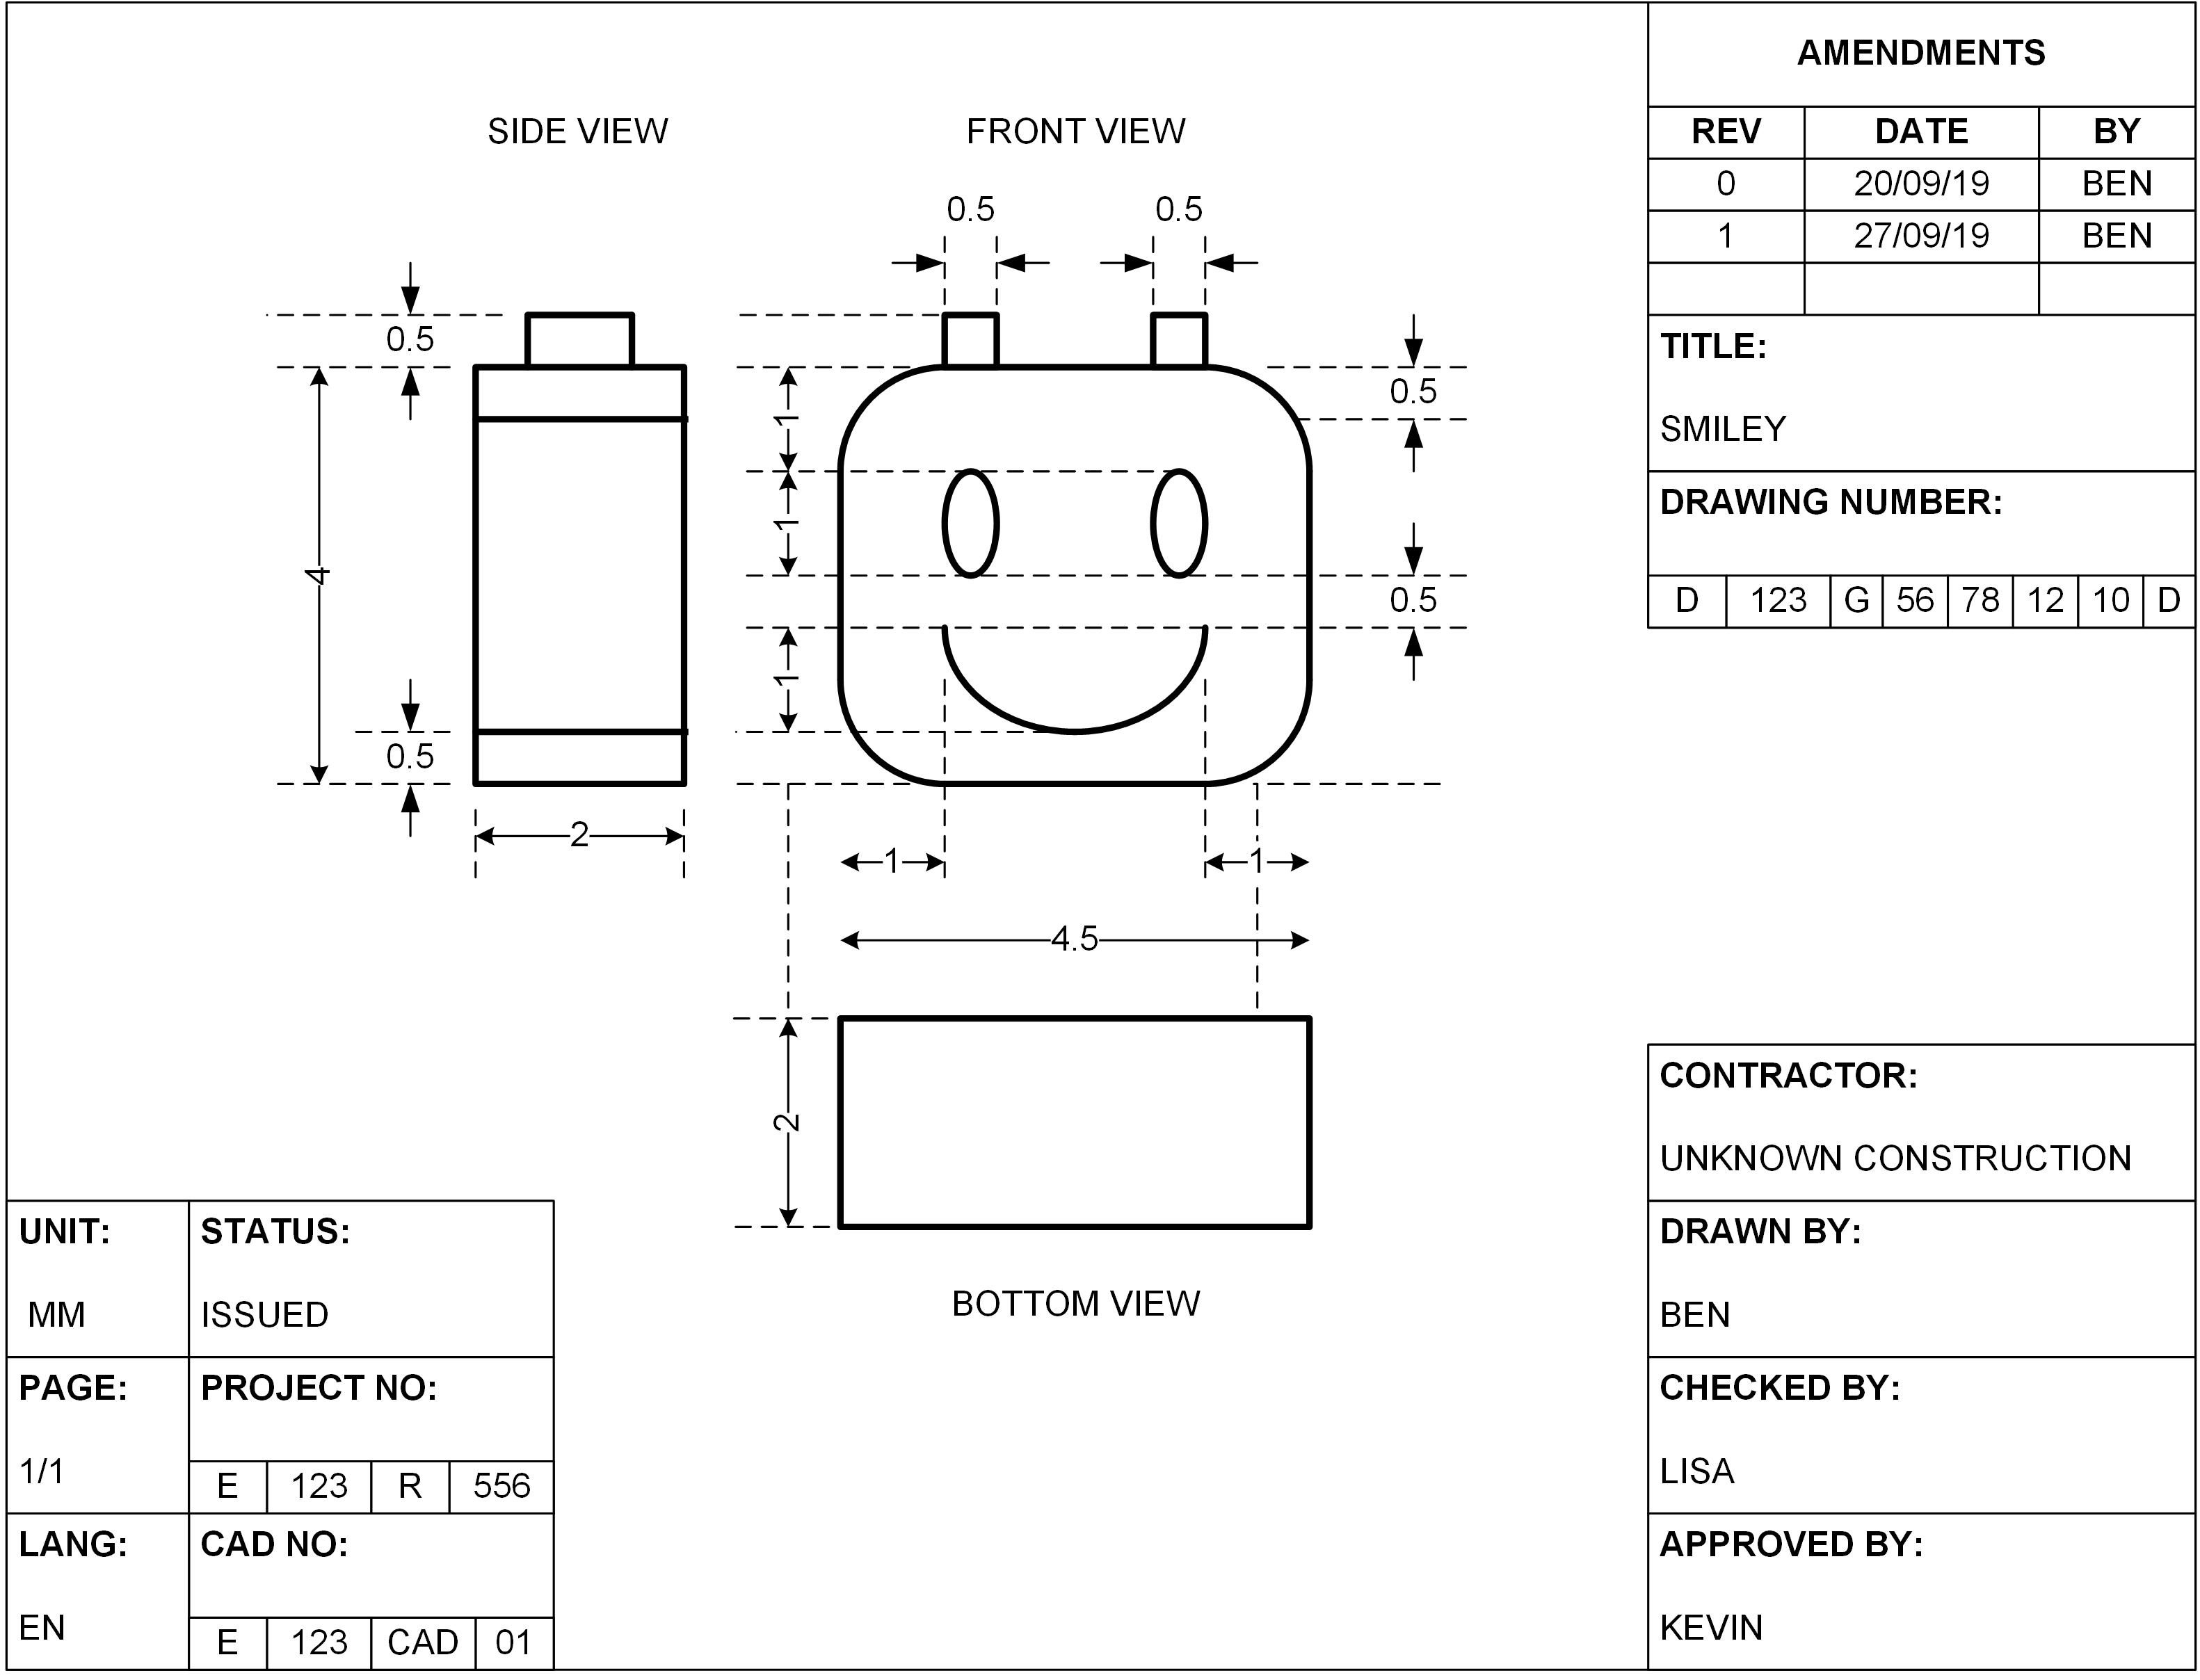 AMENDMENTS
REV DATE BY
0 20/09/19 BEN
1 27/09/19 BEN
TITLE:
SMILEY
DRAWING NUMBER:
D 123 G 56 78 12 10 D
SIDE VIEW
0.5
4
0.5
2
FRONT VIEW
0.5 0.5
1
0.5
1
0.5
1
1 1
4.5
2
BOTTOM VIEW
UNIT:
MM
STATUS:
ISSUED
PAGE:
1/1
PROJECT NO:
E 123 R 556
LANG:
EN
CAD NO:
E 123 CAD 01
CONTRACTOR:
UNKNOWN CONSTRUCTION
DRAWN BY:
BEN
CHECKED BY:
LISA
APPROVED BY:
KEVIN